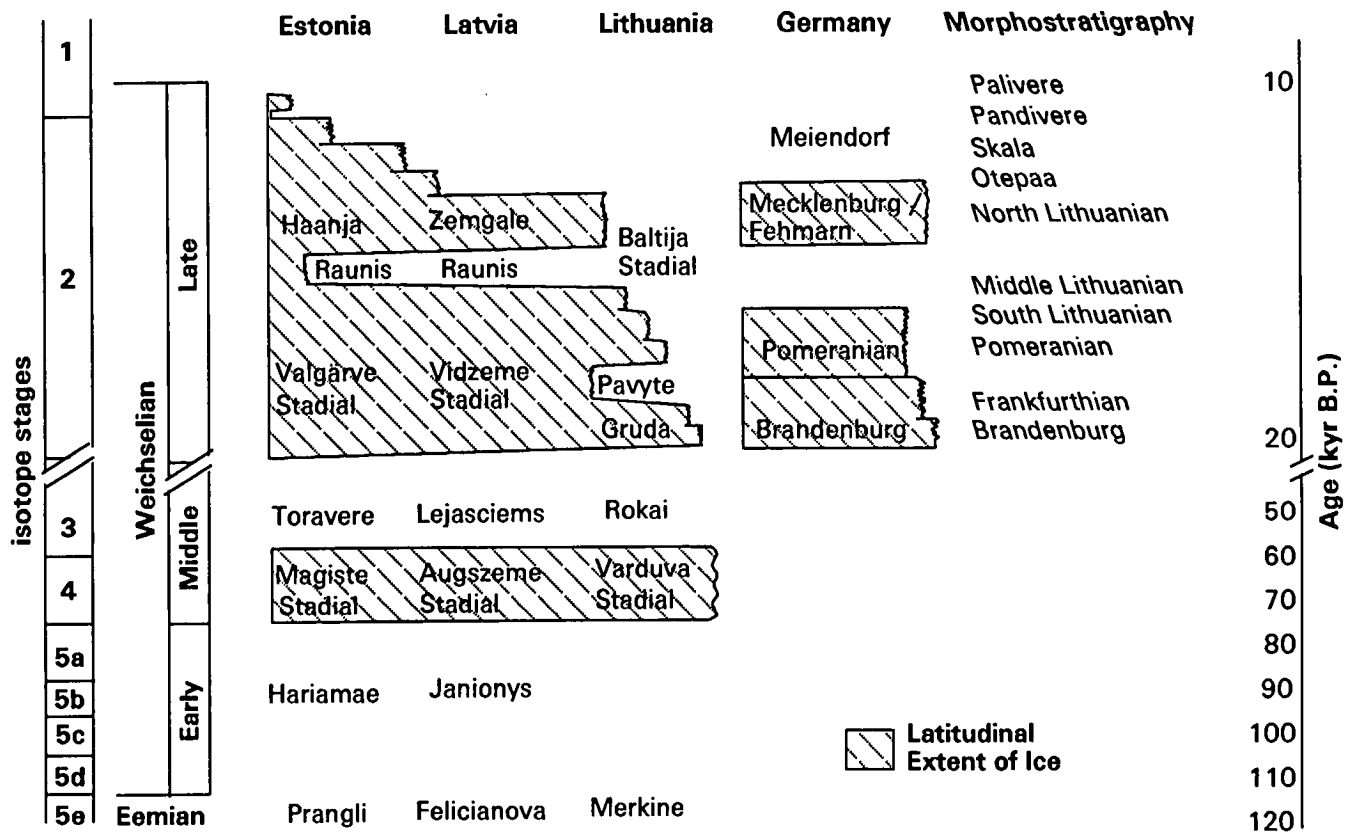 Estonia Latvia Lithuania Germany Morphostratigraphy
1
10
Palivere
Pandivere
Meiendorf
Skala
Otepaa
Haanja
Zemgale
Mecklenburg /
Fehmarn
North Lithuanian
Baltija
Stadial
Raunis
Raunis
2
Late
Middle Lithuanian
South Lithuanian
Pomeranian
Pomeranian
Valgärve
Stadial
Vidzeme
Stadial
Pavyte
Frankfurthian
Gruda
Brandenburg
Brandenburg
20
isotope stages
Weichselian
Age (kyr B.P.)
3
Middle
Toravere
Lejasciems
Rokai
50
60
4
Magiste
Stadial
Augszeme
Stadial
Varduva
Stadial
70
5a
80
Early
5b
Hariamae
Janionys
90
5c
100
Latitudinal
Extent of Ice
5d
110
5e
Eemian
Prangli
Felicianova
Merkine
120